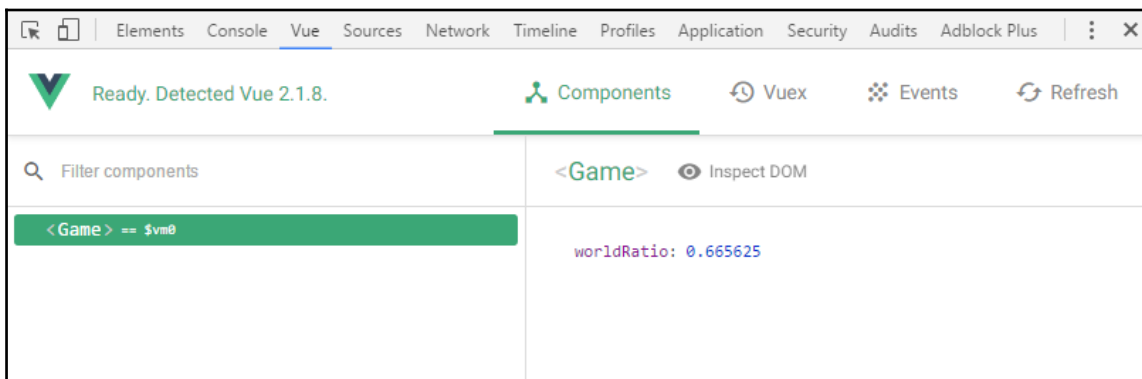 Elements Console Vue Sources Network Timeline Profiles Application Security Audits Adblock Plus
Ready. Detected Vue 2.1.8.
Components Vuex Events Refresh
Filter components
<Game> Inspect DOM
<Game> == $vm0
worldRatio: 0.665625